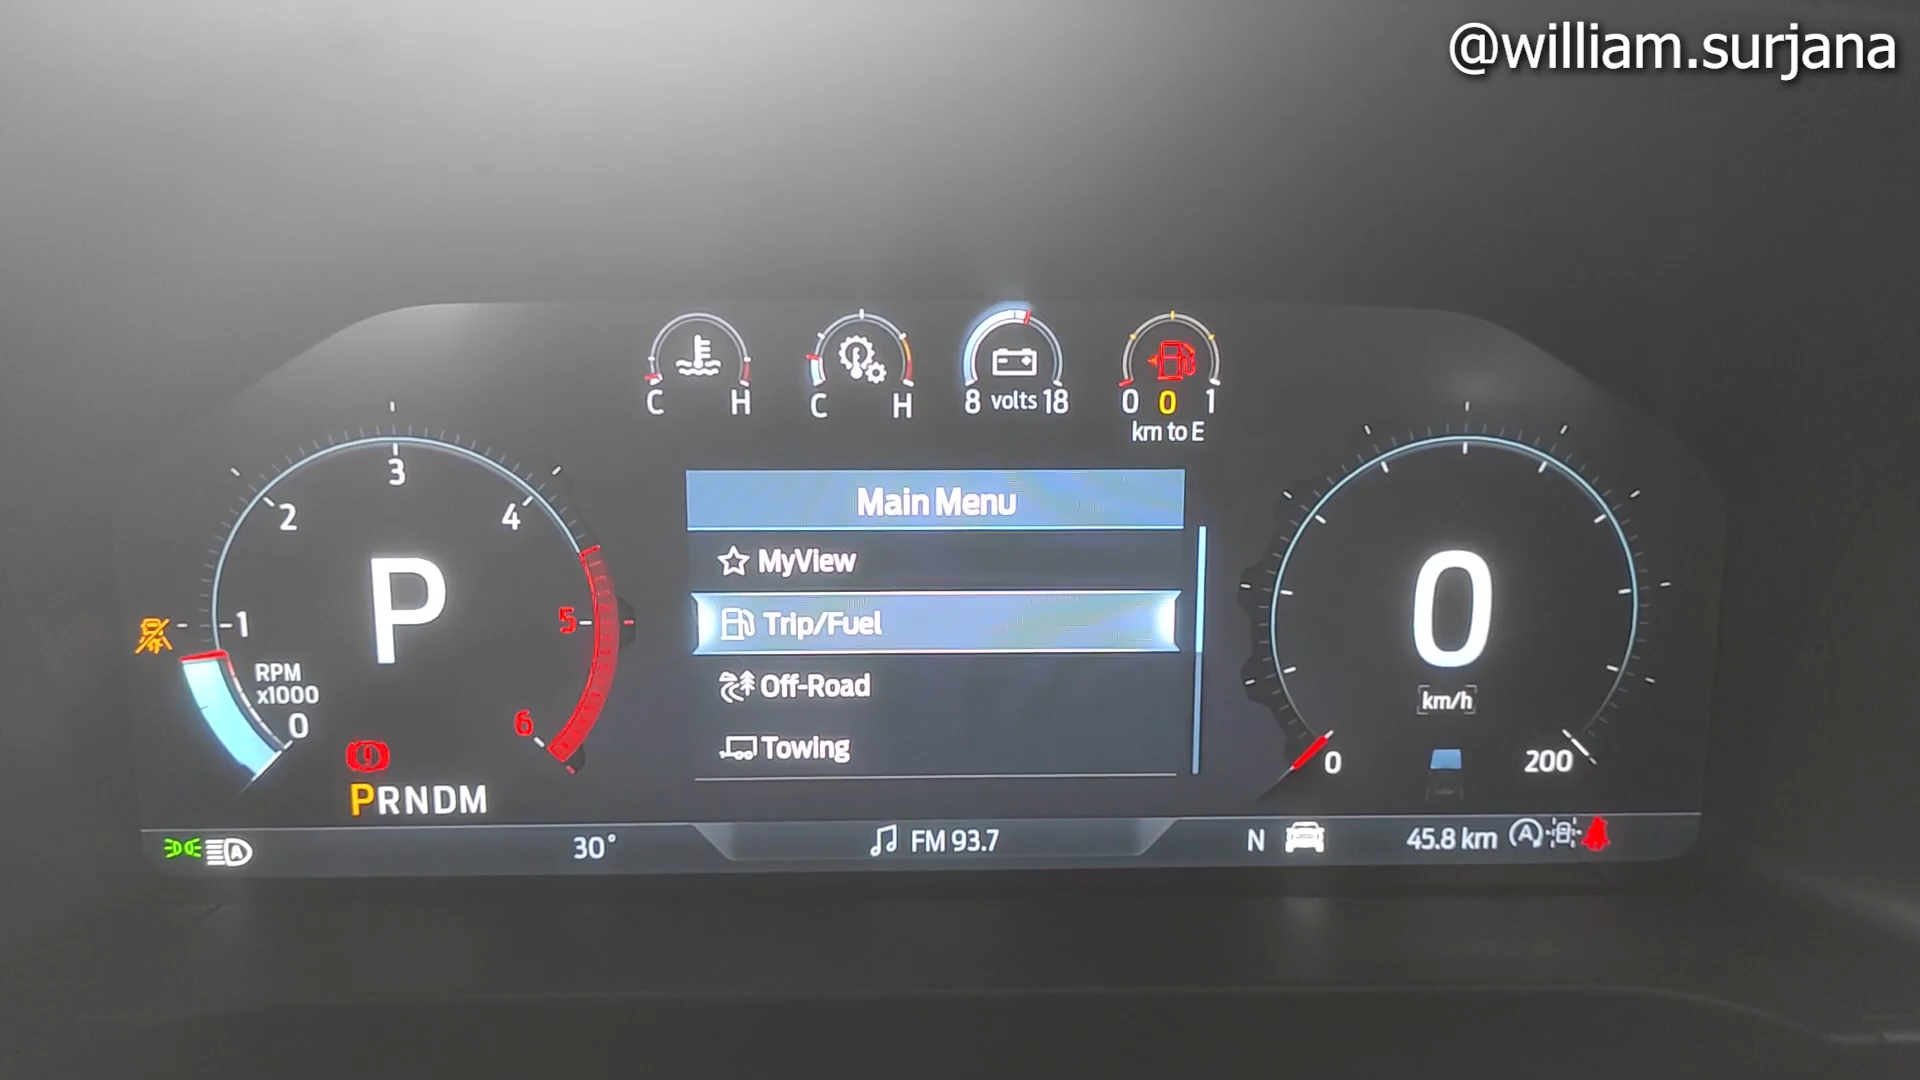 @william.surjana
C H
C H
8 volts 18
0 0 1
km to E
Main Menu
MyView
Trip/Fuel
Off-Road
Towing
0
1
2
3
4
5
6
RPM
x1000
P
PRNDM
0
km/h
0
200
30°
FM 93.7
N
45.8 km
A
A